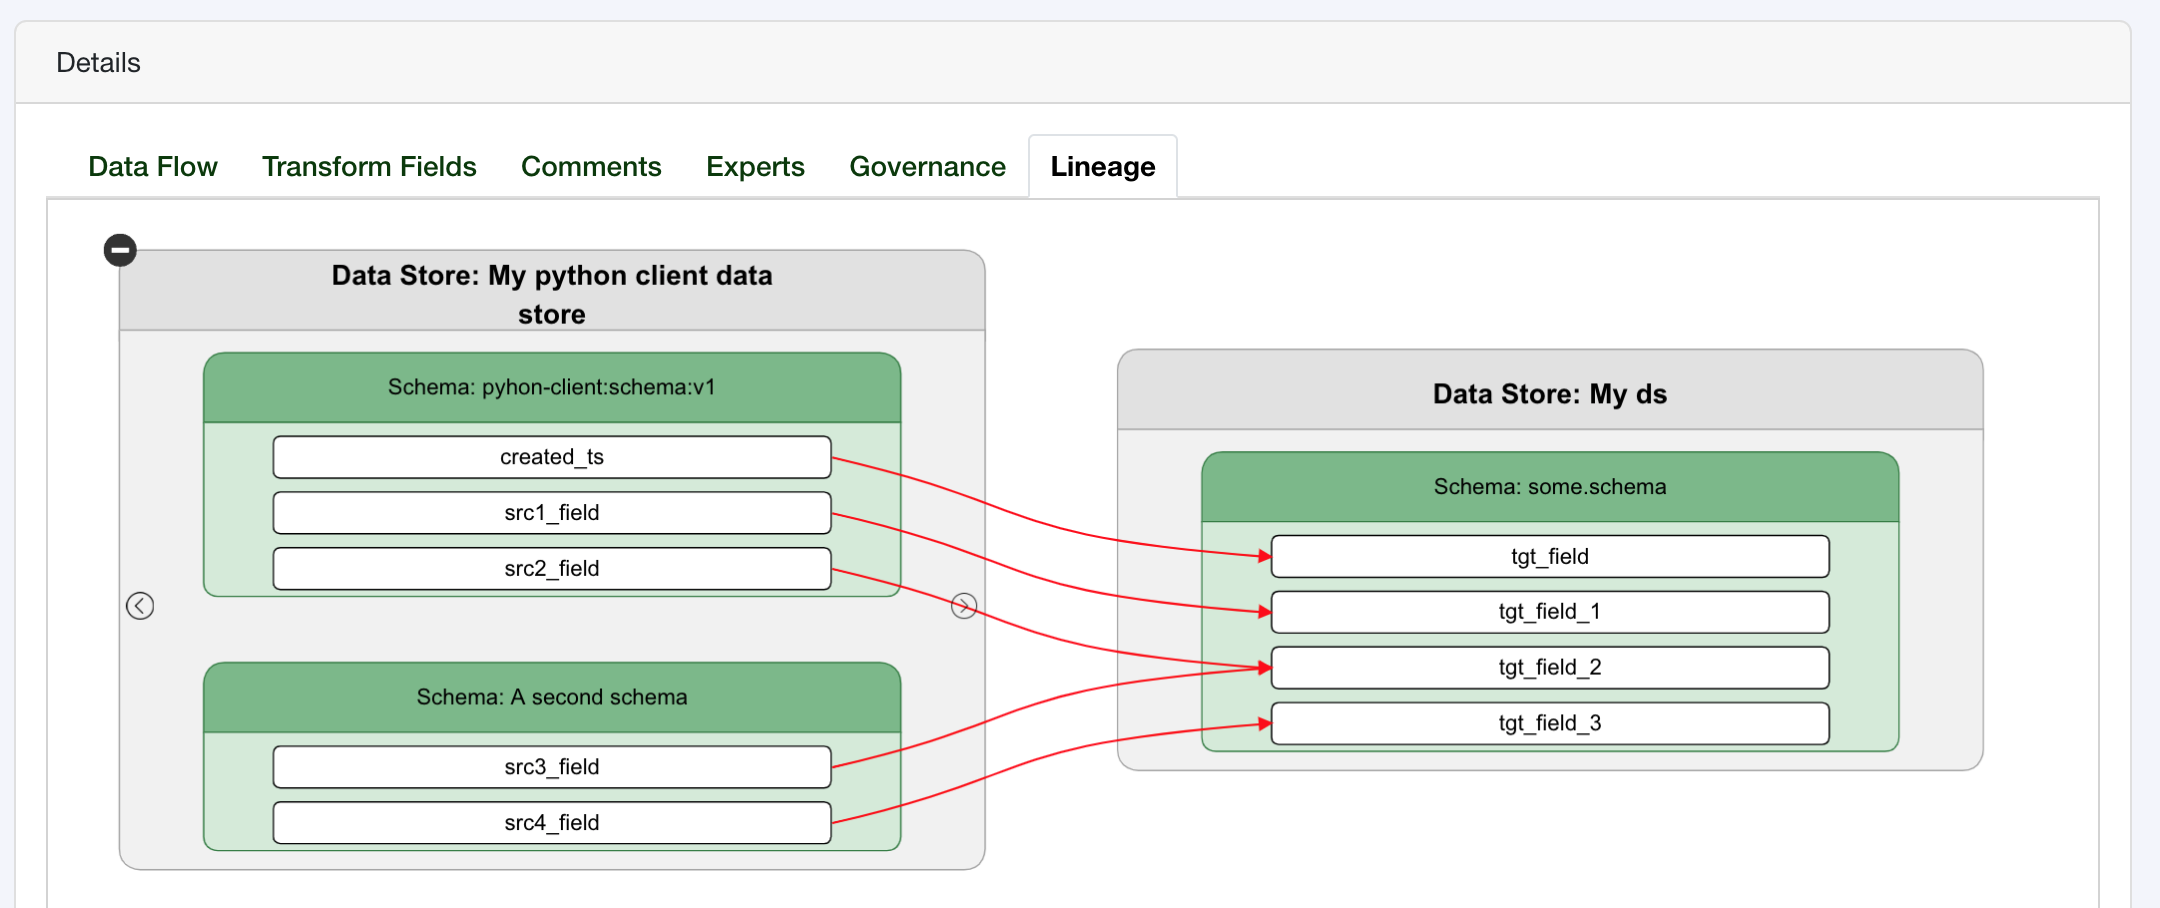 Details
Data Flow Transform Fields Comments Experts Governance Lineage
Data Store: My python client data
store
Schema: pyhon-client:schema:v1
created_ts
src1_field
src2_field
Schema: A second schema
src3_field
src4_field
Data Store: My ds
Schema: some.schema
tgt_field
tgt_field_1
tgt_field_2
tgt_field_3